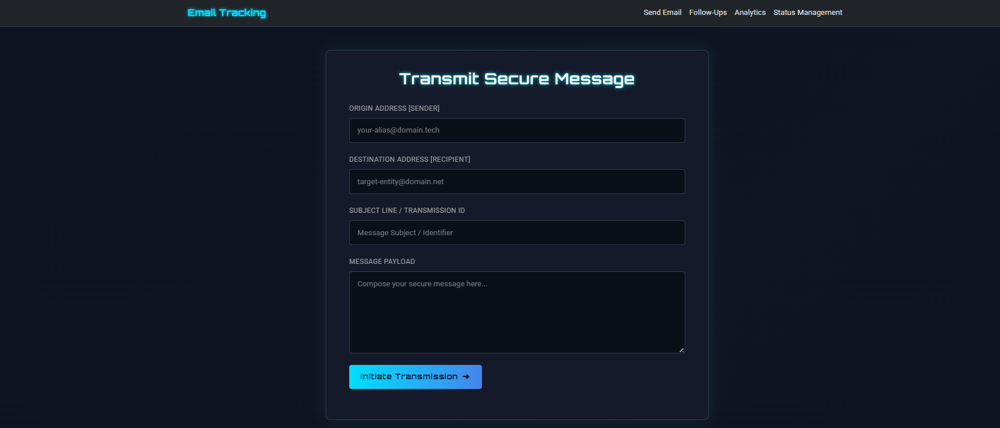 Email Tracking
Send Email Follow-Ups Analytics Status Management
Transmit Secure Message
ORIGIN ADDRESS [SENDER]
your-alias@domain.tech
DESTINATION ADDRESS [RECIPIENT]
target-entity@domain.net
SUBJECT LINE / TRANSMISSION ID
Message Subject / Identifier
MESSAGE PAYLOAD
Compose your secure message here...
Initiate Transmission ➔